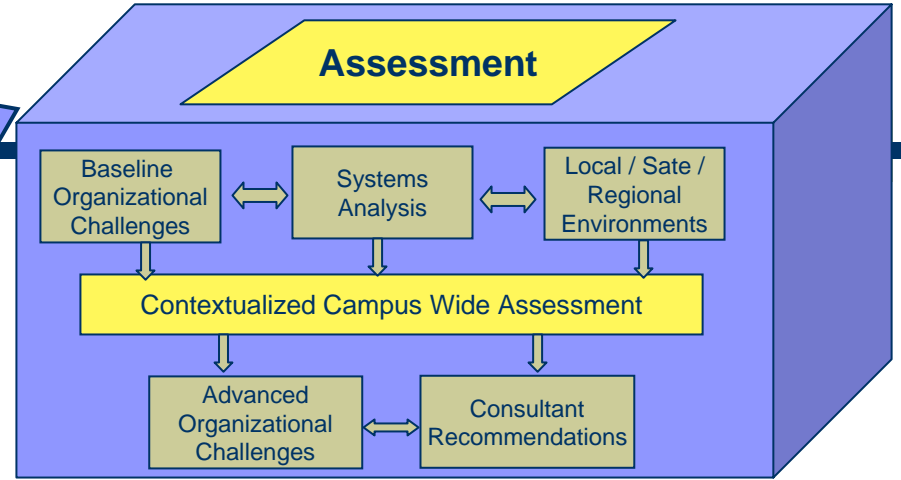 Assessment
Baseline
Organizational
Challenges
Systems
Analysis
Local / Sate /
Regional
Environments
Contextualized Campus Wide Assessment
Advanced
Organizational
Challenges
Consultant
Recommendations